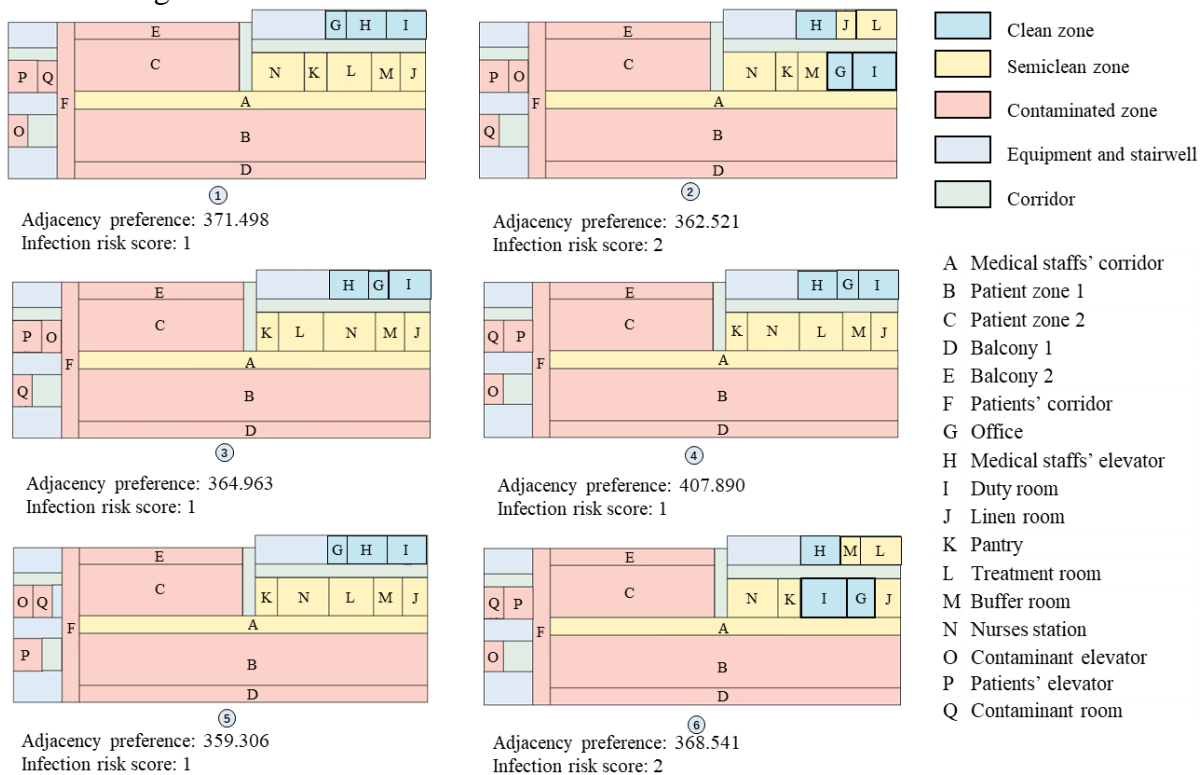 E
G H I
C
N K L M J
P Q
F
A
O
B
D
1
Adjacency preference: 371.498
Infection risk score: 1
E
H J L
C
N K M G I
P O
F
A
Q
B
D
2
Adjacency preference: 362.521
Infection risk score: 2
E
H G I
C
K L N M J
P O
F
A
Q
B
D
3
Adjacency preference: 364.963
Infection risk score: 1
E
H G I
C
K N L M J
Q P
F
A
O
B
D
4
Adjacency preference: 407.890
Infection risk score: 1
E
G H I
C
K N L M J
O Q
F
A
P
B
D
5
Adjacency preference: 359.306
Infection risk score: 1
E
H M L
C
N K I G J
Q P
F
A
O
B
D
6
Adjacency preference: 368.541
Infection risk score: 2
Clean zone
Semiclean zone
Contaminated zone
Equipment and stairwell
Corridor
A Medical staffs’ corridor
B Patient zone 1
C Patient zone 2
D Balcony 1
E Balcony 2
F Patients’ corridor
G Office
H Medical staffs’ elevator
I Duty room
J Linen room
K Pantry
L Treatment room
M Buffer room
N Nurses station
O Contaminant elevator
P Patients’ elevator
Q Contaminant room